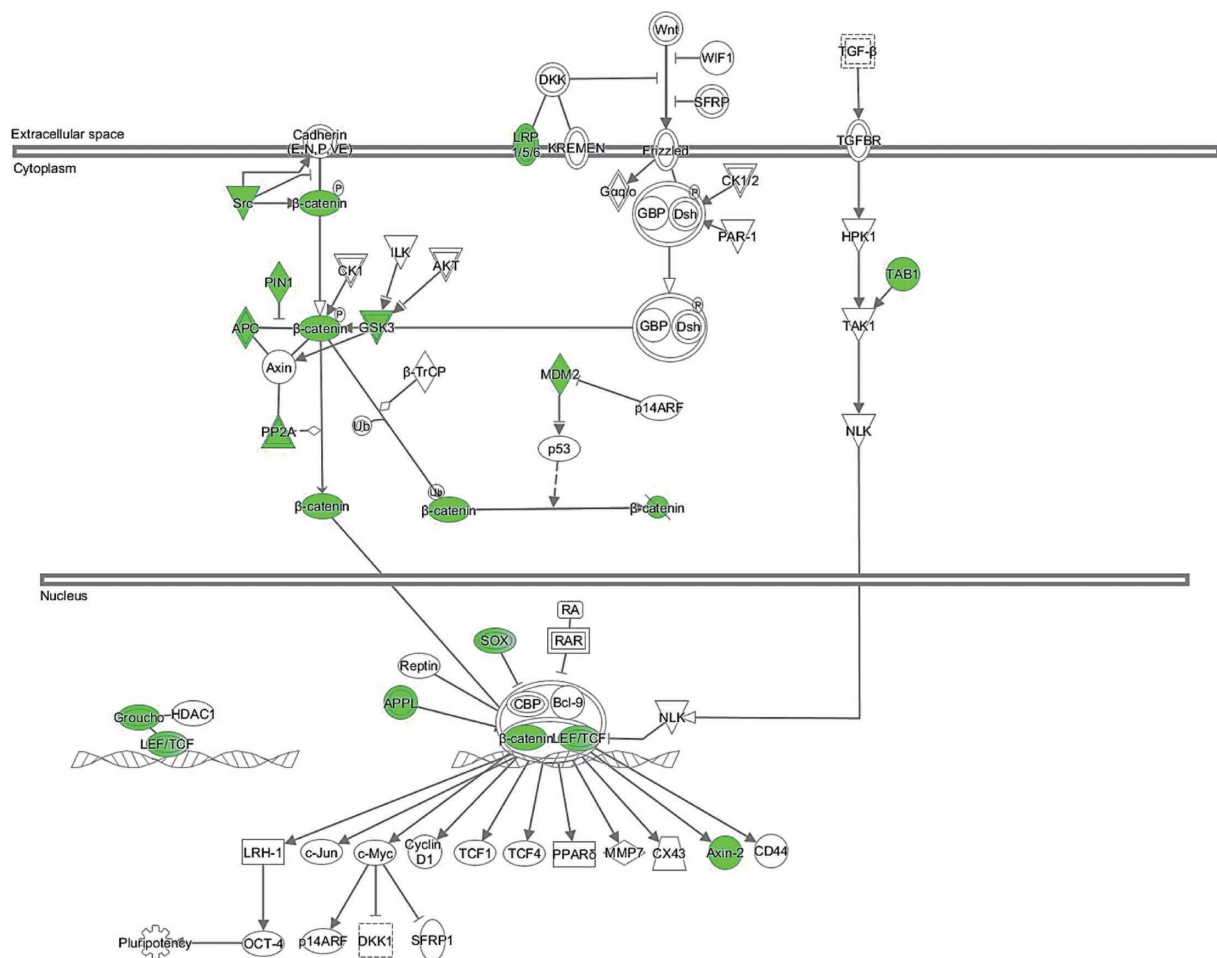 Wnt
WIF1
TGF-β
DKK
SFRP
Extracellular space
Cadherin
(E,N,P,VE)
LRP
1/5/6
KREMEN
Frizzled
TGFBR
Cytoplasm
Src
P
β-catenin
Gαq/o
P
CK1/2
GBP
Dsh
PAR-1
HPK1
ILK
CK1
AKT
PIN1
TAB1
APC
P
β-catenin
GSK3
P
GBP
Dsh
TAK1
Axin
β-TrCP
MDM2
p14ARF
PP2A
Ub
p53
NLK
β-catenin
Ub
β-catenin
β-catenin
Nucleus
RA
SOX
RAR
Reptin
APPL
CBP
Bcl-9
NLK
Groucho
HDAC1
LEF/TCF
β-catenin
LEF/TCF
LRH-1
c-Jun
c-Myc
Cyclin
D1
TCF1
TCF4
PPARδ
MMP7
CX43
Axin-2
CD44
Pluripotency
OCT-4
p14ARF
DKK1
SFRP1